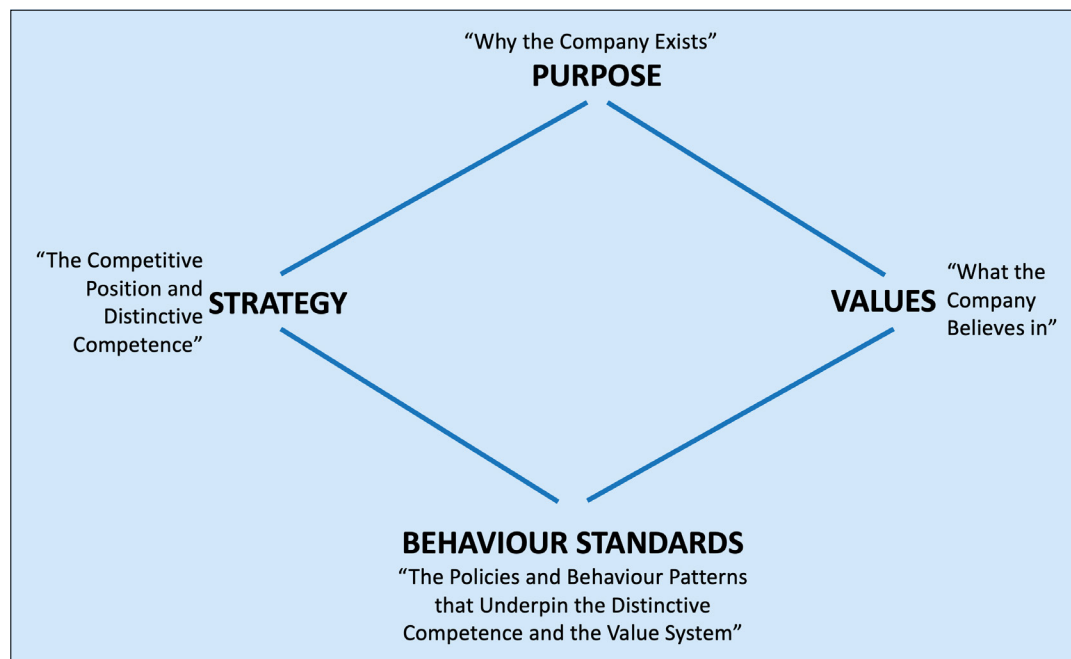 “Why the Company Exists”
PURPOSE
“The Competitive
Position and
Distinctive
Competence”
STRATEGY
VALUES
“What the
Company
Believes in”
BEHAVIOUR STANDARDS
“The Policies and Behaviour Patterns
that Underpin the Distinctive
Competence and the Value System”